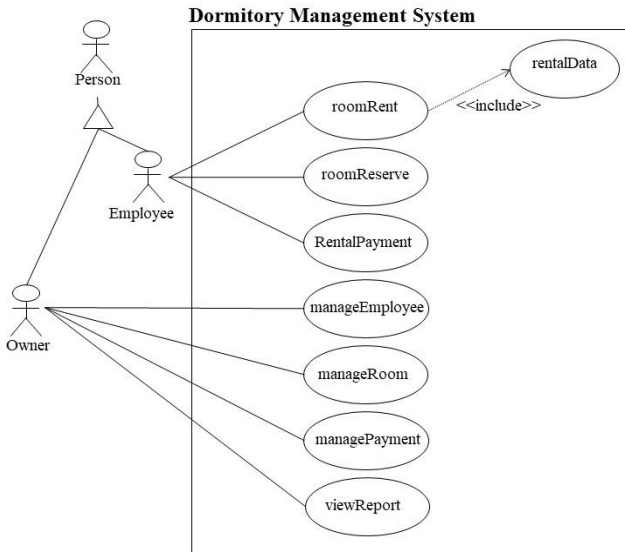 Dormitory Management System
Person
rentalData
<<include>>
roomRent
roomReserve
Employee
RentalPayment
manageEmployee
Owner
manageRoom
managePayment
viewReport